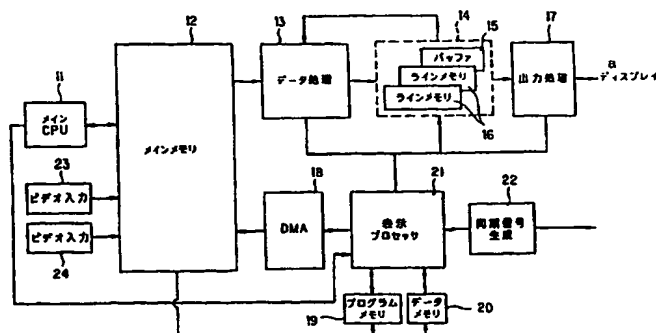 12
13
14
15
17
11
メイン
CPU
メインメモリ
データ処理
バッファ
ラインメモリ
ラインメモリ
16
出力処理
a
ディスプレイ
23
ビデオ入力
ビデオ入力
24
18
DMA
21
表示
プロセッサ
22
同期信号
生成
プログラム
メモリ
19
データ
メモリ
20